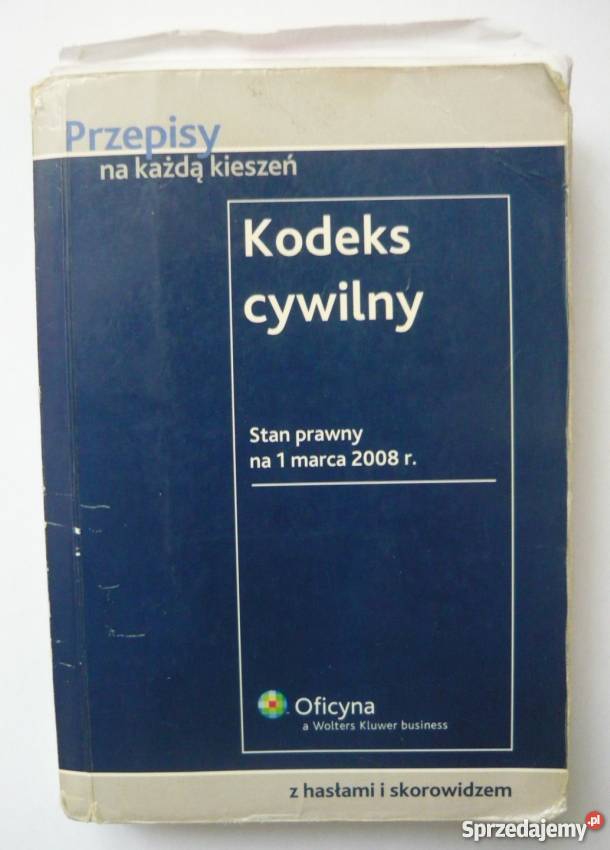 Przepisy
na każdą kieszeń
Kodeks
cywilny
Stan prawny
na 1 marca 2008 r.
Oficyna
a Wolters Kluwer business
z hasłami i skorowidzem
Sprzedajemy.pl